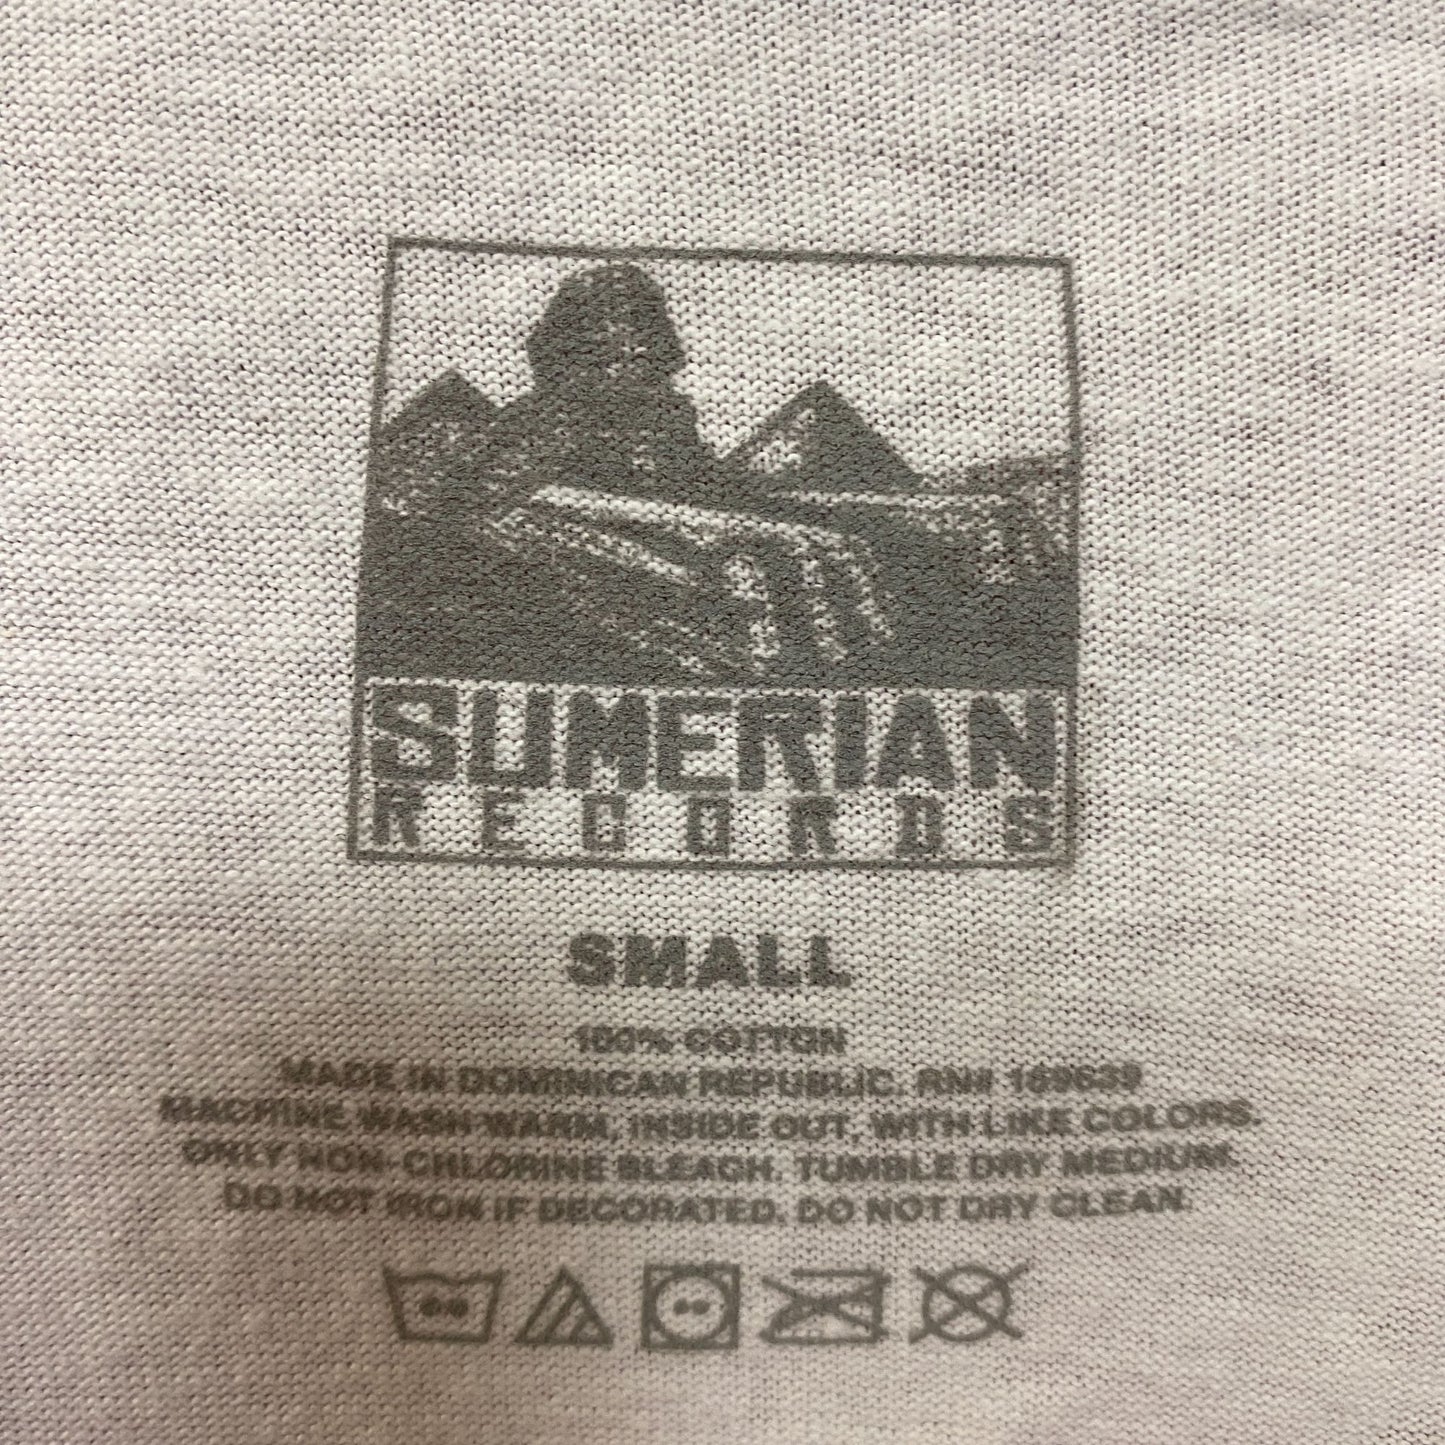 SUMERIAN
RECORDS
SMALL
100% COTTON
MADE IN DOMINICAN REPUBLIC. RN# 169639
MACHINE WASH WARM, INSIDE OUT, WITH LIKE COLORS.
ONLY NON-CHLORINE BLEACH. TUMBLE DRY MEDIUM.
DO NOT IRON IF DECORATED. DO NOT DRY CLEAN.